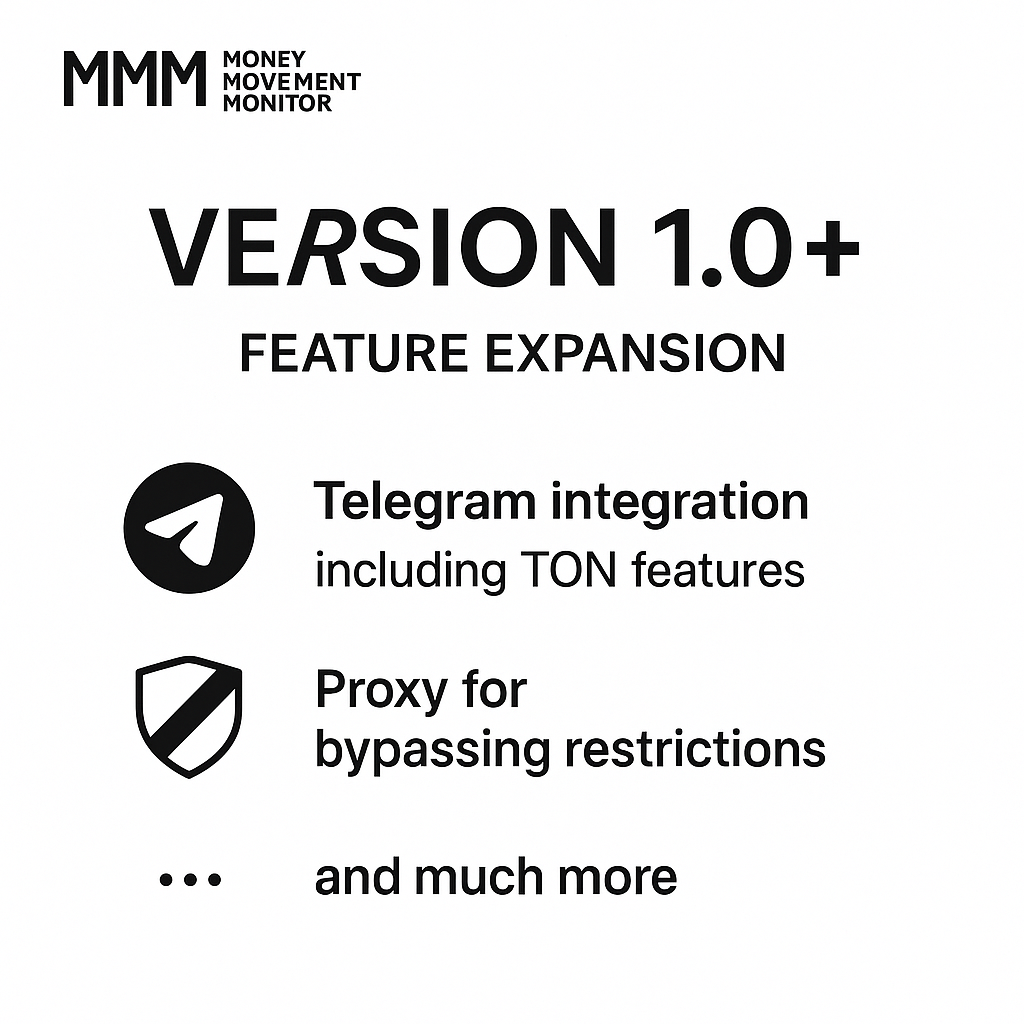 MMM
MONEY
MOVEMENT
MONITOR
VERSION 1.0+
FEATURE EXPANSION
Telegram integration
including TON features
Proxy for
bypassing restrictions
... and much more